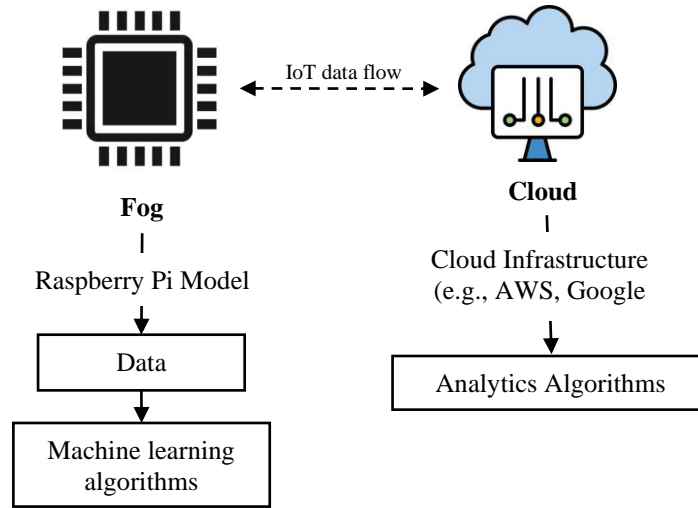 IoT data flow
Fog
Cloud
Raspberry Pi Model
Cloud Infrastructure
(e.g., AWS, Google
Data
Analytics Algorithms
Machine learning
algorithms